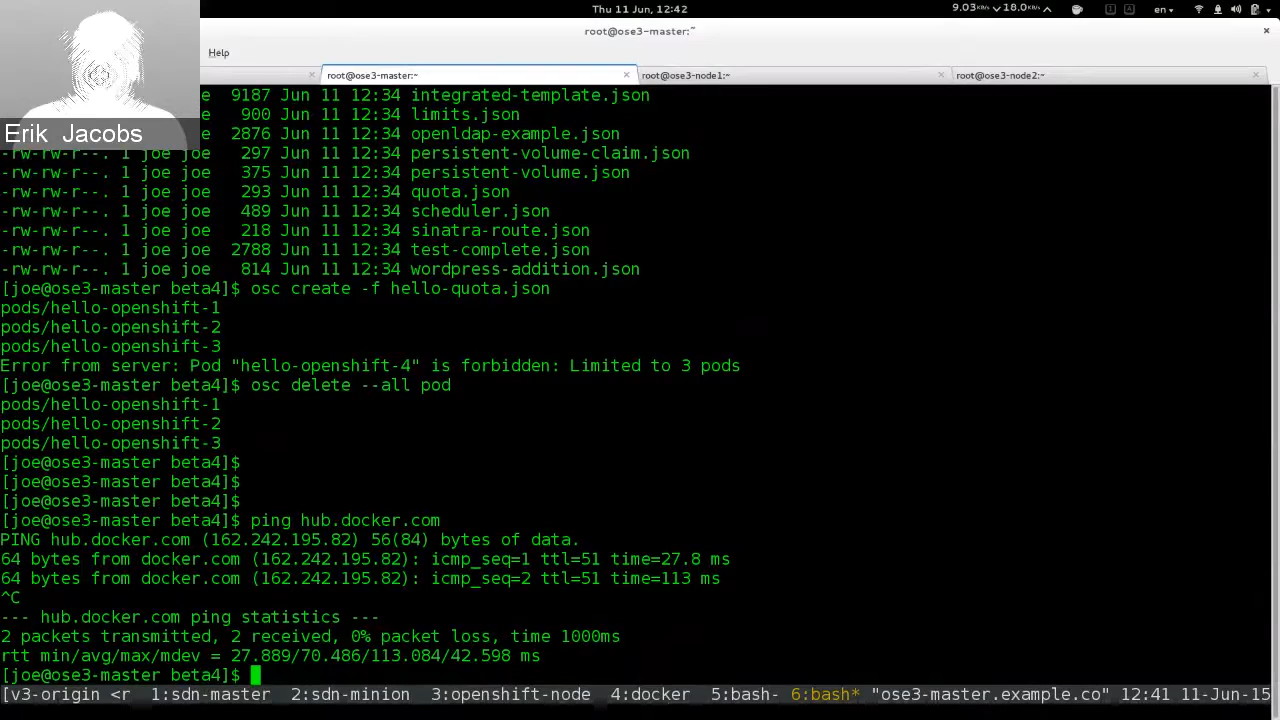 Thu 11 Jun, 12:42
9.03 KB/s 18.0 KB/s en
root@ose3-master:~
Help
root@ose3-master:~ root@ose3-node1:~ root@ose3-node2:~
Erik Jacobs
e 9187 Jun 11 12:34 integrated-template.json
e 900 Jun 11 12:34 limits.json
e 2876 Jun 11 12:34 openldap-example.json
-rw-rw-r--. 1 joe joe 297 Jun 11 12:34 persistent-volume-claim.json
-rw-rw-r--. 1 joe joe 375 Jun 11 12:34 persistent-volume.json
-rw-rw-r--. 1 joe joe 293 Jun 11 12:34 quota.json
-rw-rw-r--. 1 joe joe 489 Jun 11 12:34 scheduler.json
-rw-rw-r--. 1 joe joe 218 Jun 11 12:34 sinatra-route.json
-rw-rw-r--. 1 joe joe 2788 Jun 11 12:34 test-complete.json
-rw-rw-r--. 1 joe joe 814 Jun 11 12:34 wordpress-addition.json
[joe@ose3-master beta4]$ osc create -f hello-quota.json
pods/hello-openshift-1
pods/hello-openshift-2
pods/hello-openshift-3
Error from server: Pod "hello-openshift-4" is forbidden: Limited to 3 pods
[joe@ose3-master beta4]$ osc delete --all pod
pods/hello-openshift-1
pods/hello-openshift-2
pods/hello-openshift-3
[joe@ose3-master beta4]$
[joe@ose3-master beta4]$
[joe@ose3-master beta4]$
[joe@ose3-master beta4]$ ping hub.docker.com
PING hub.docker.com (162.242.195.82) 56(84) bytes of data.
64 bytes from docker.com (162.242.195.82): icmp_seq=1 ttl=51 time=27.8 ms
64 bytes from docker.com (162.242.195.82): icmp_seq=2 ttl=51 time=113 ms
^C
--- hub.docker.com ping statistics ---
2 packets transmitted, 2 received, 0% packet loss, time 1000ms
rtt min/avg/max/mdev = 27.889/70.486/113.084/42.598 ms
[joe@ose3-master beta4]$
[v3-origin <r 1:sdn-master 2:sdn-minion 3:openshift-node 4:docker 5:bash- 6:bash* "ose3-master.example.co" 12:41 11-Jun-15